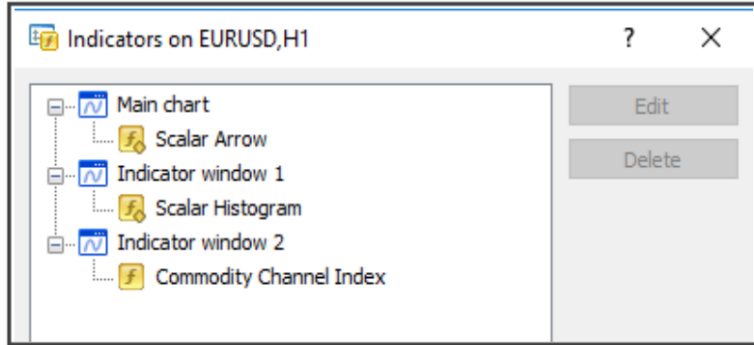 Indicators on EURUSD,H1
?
Main chart
Edit
Scalar Arrow
Delete
Indicator window 1
Scalar Histogram
Indicator window 2
Commodity Channel Index